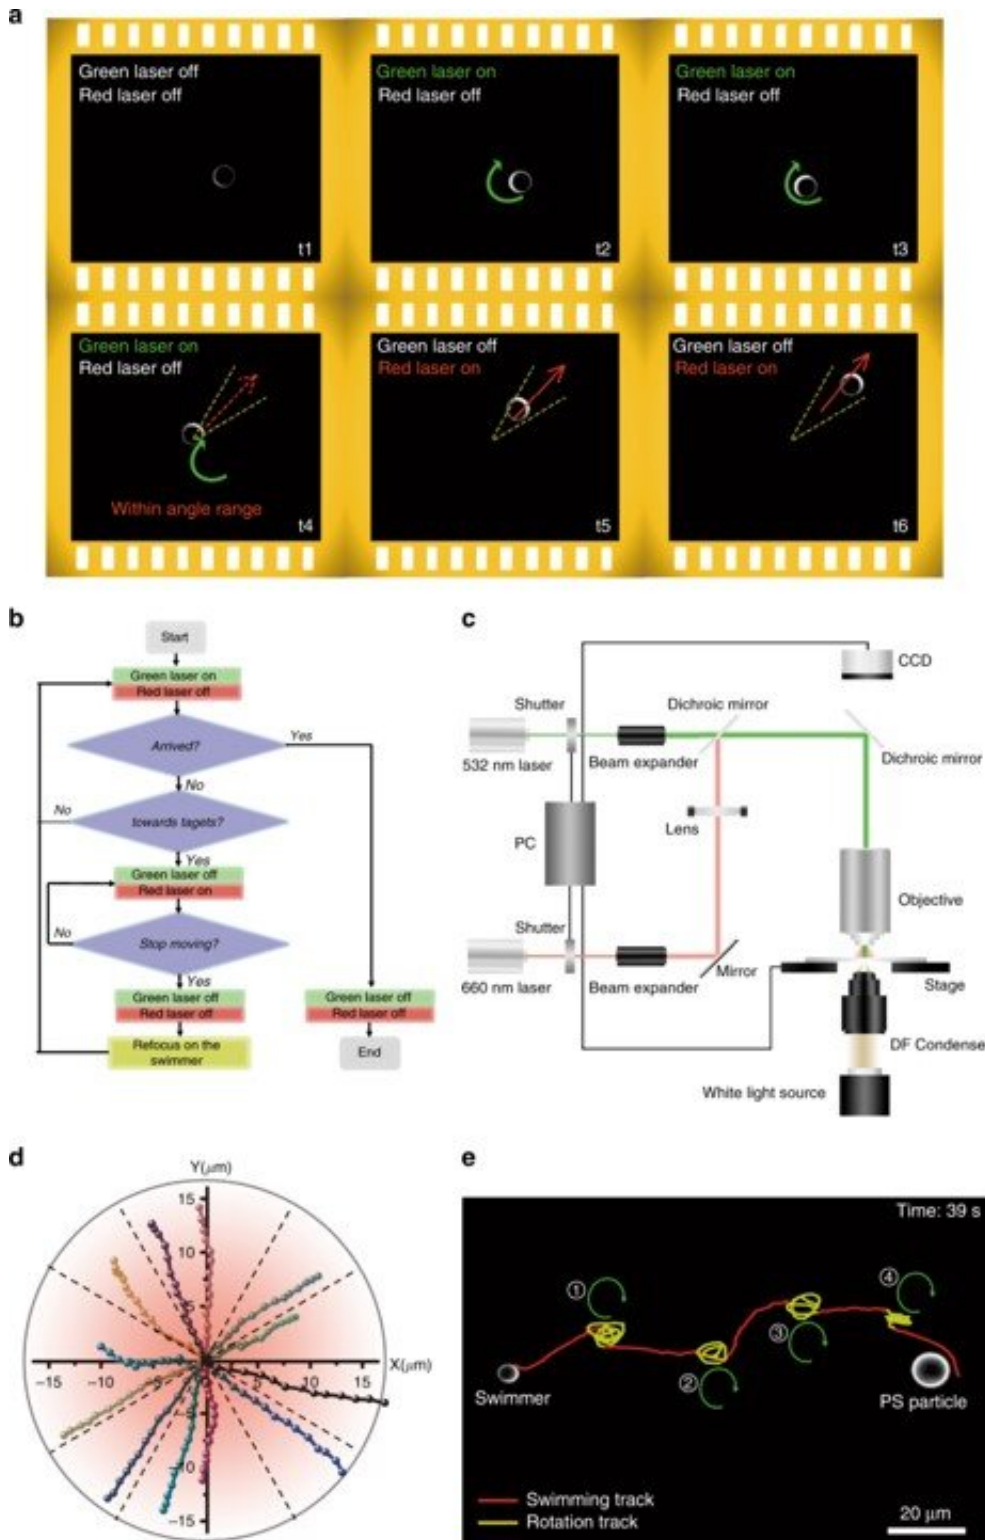 a
Green laser off
Red laser off
t1
Green laser on
Red laser off
t2
Green laser on
Red laser off
t3
Green laser on
Red laser off
Within angle range
t4
Green laser off
Red laser on
t5
Green laser off
Red laser on
t6
b
Start
Green laser on
Red laser off
Arrived?
Yes
No
No
towards tagets?
Yes
Green laser off
Red laser on
No
Stop moving?
Yes
Green laser off
Red laser off
Green laser off
Red laser off
Refocus on the
swimmer
End
c
CCD
Shutter
Dichroic mirror
532 nm laser
Beam expander
Dichroic mirror
PC
Lens
Objective
Shutter
660 nm laser
Beam expander
Mirror
Stage
DF Condense
White light source
d
Y(μm)
15
10
5
X(μm)
−15
−10
−5
5
10
15
−5
−10
−15
e
Time: 39 s
①
④
③
②
Swimmer
PS particle
Swimming track
Rotation track
20 μm